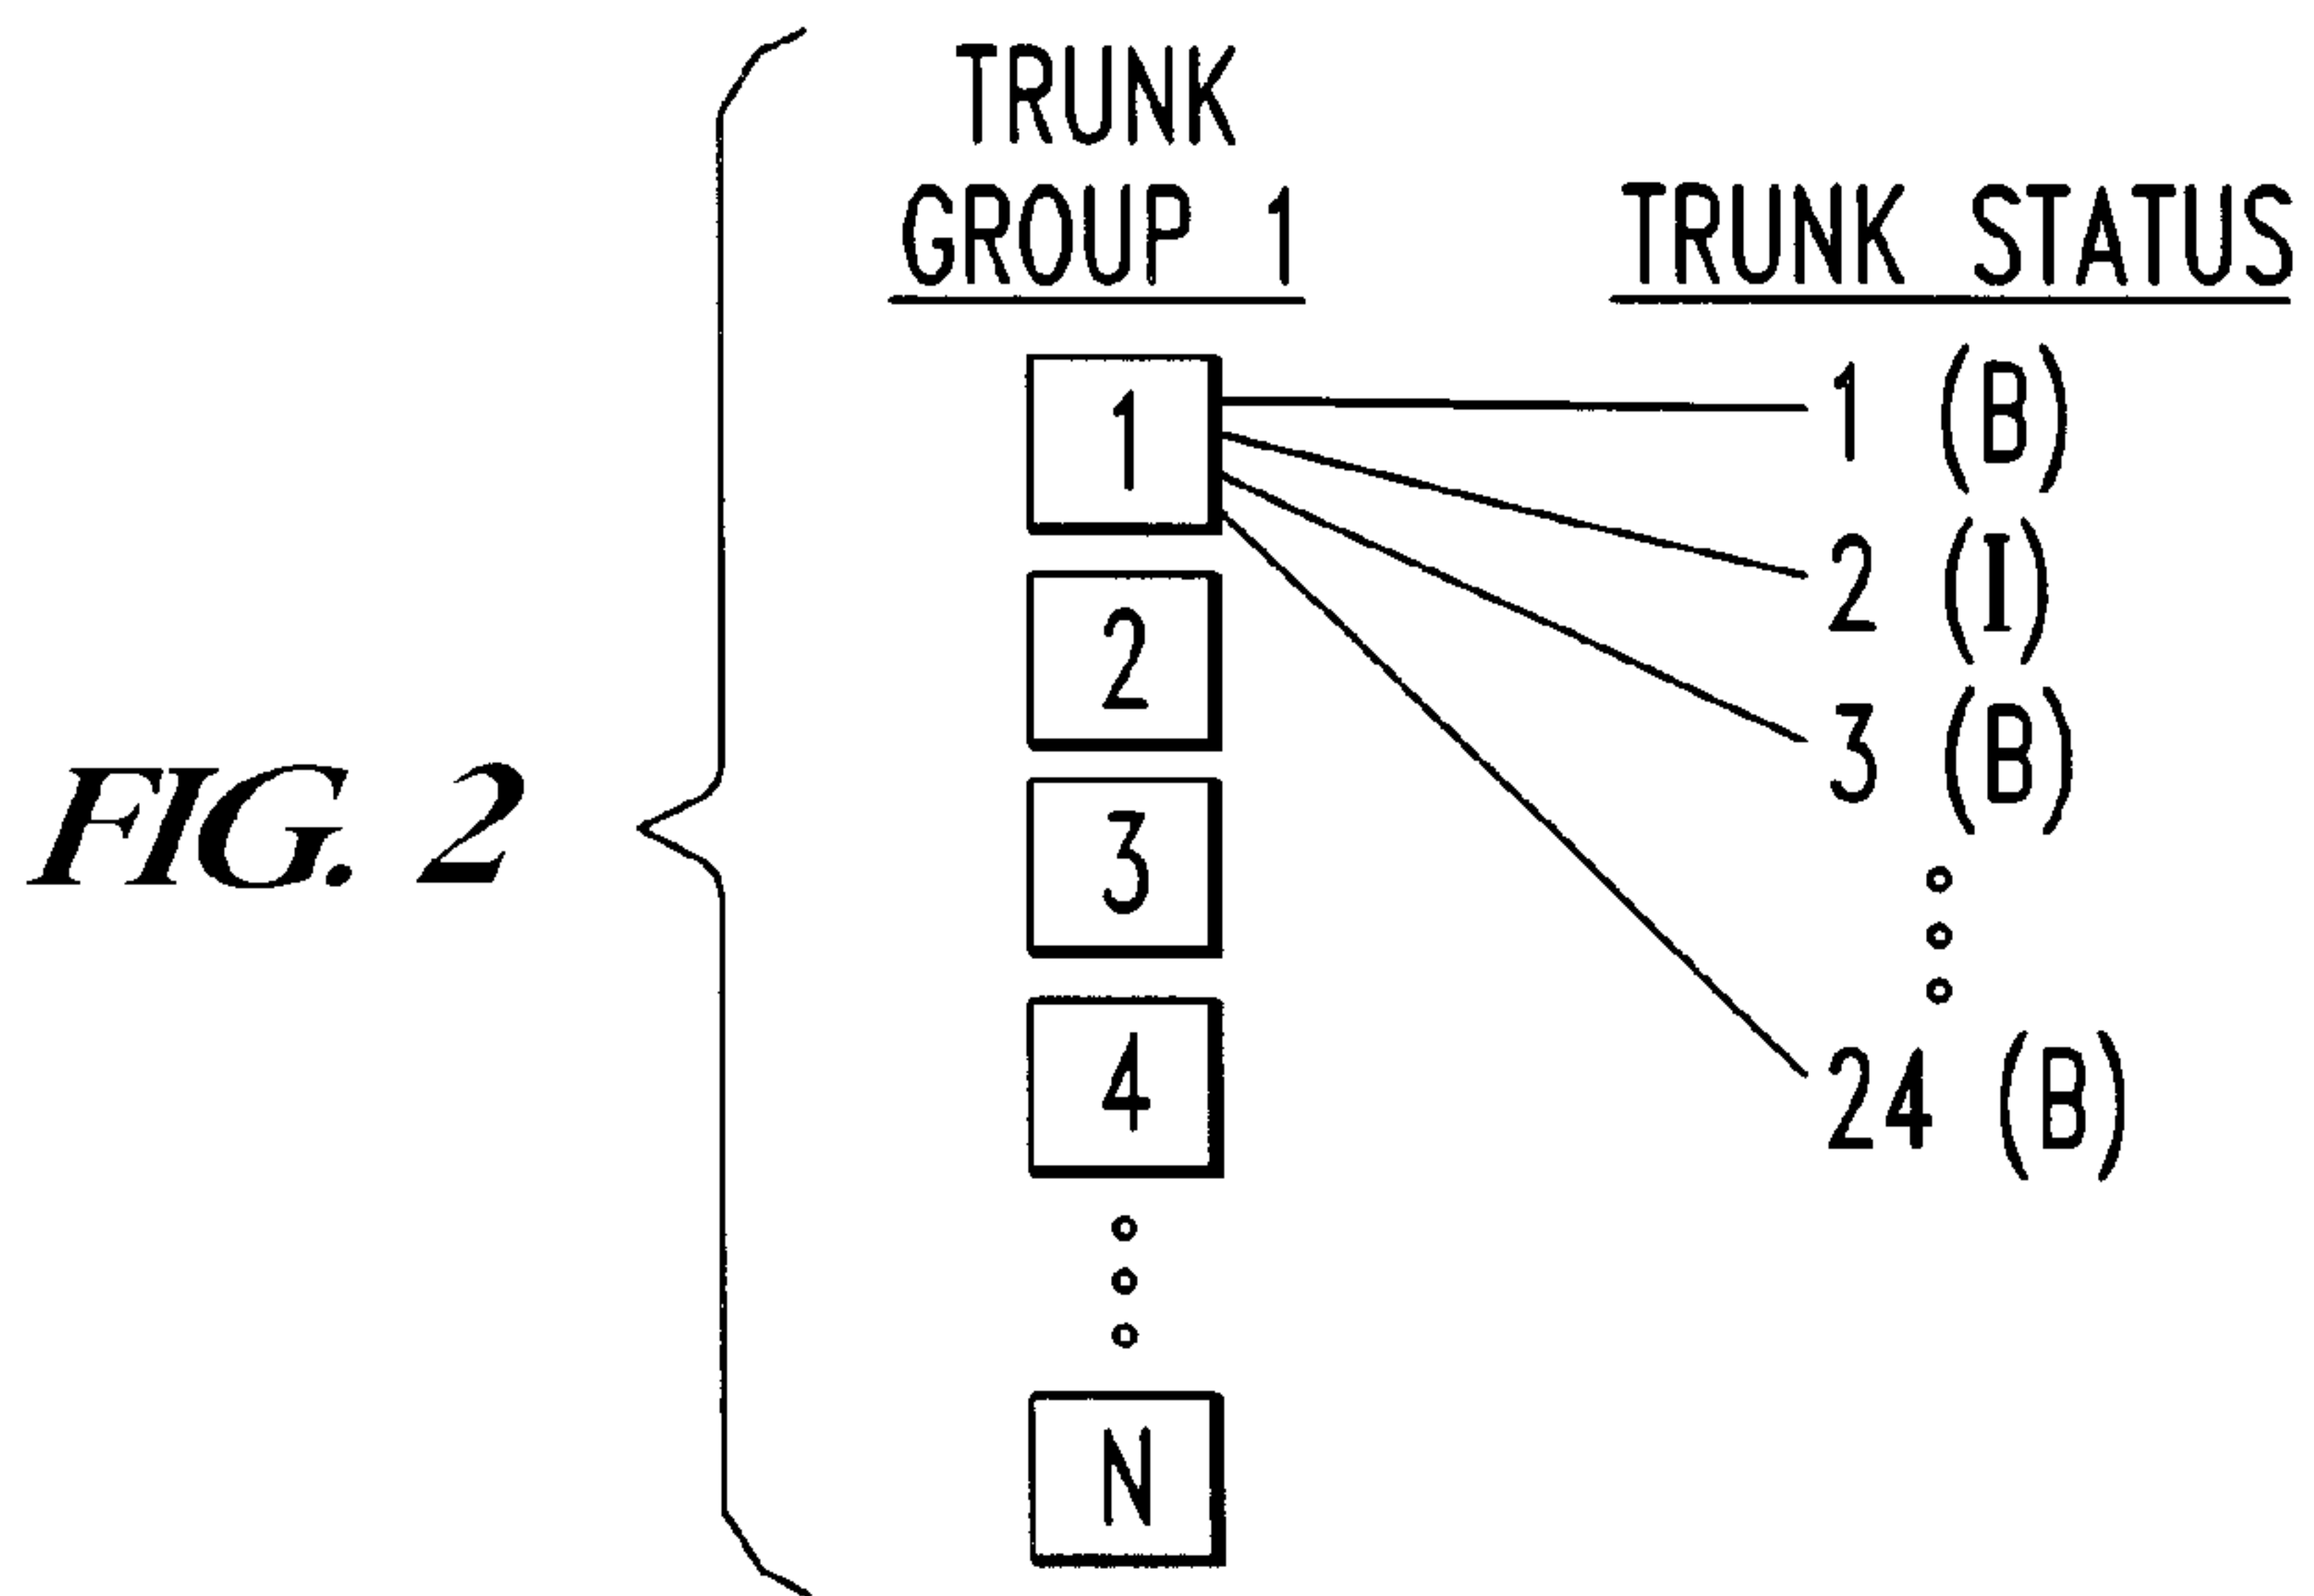 FIG. 2
TRUNK
GROUP 1
TRUNK STATUS
1
2
3
4
N
1 (B)
2 (I)
3 (B)
24 (B)